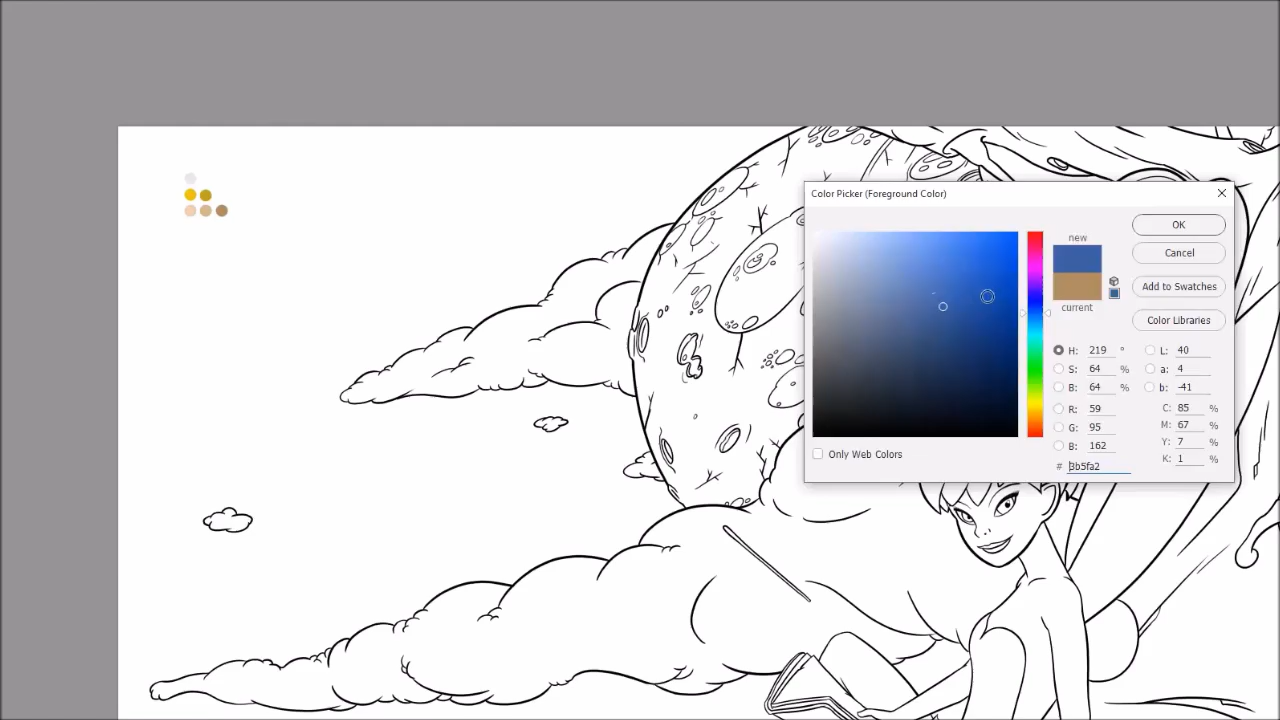 Color Picker (Foreground Color)
new
current
OK
Cancel
Add to Swatches
Color Libraries
H: 219 °
S: 64 %
B: 64 %
R: 59
G: 95
B: 162
# 3b5fa2
L: 40
a: 4
b: -41
C: 85 %
M: 67 %
Y: 7 %
K: 1 %
Only Web Colors